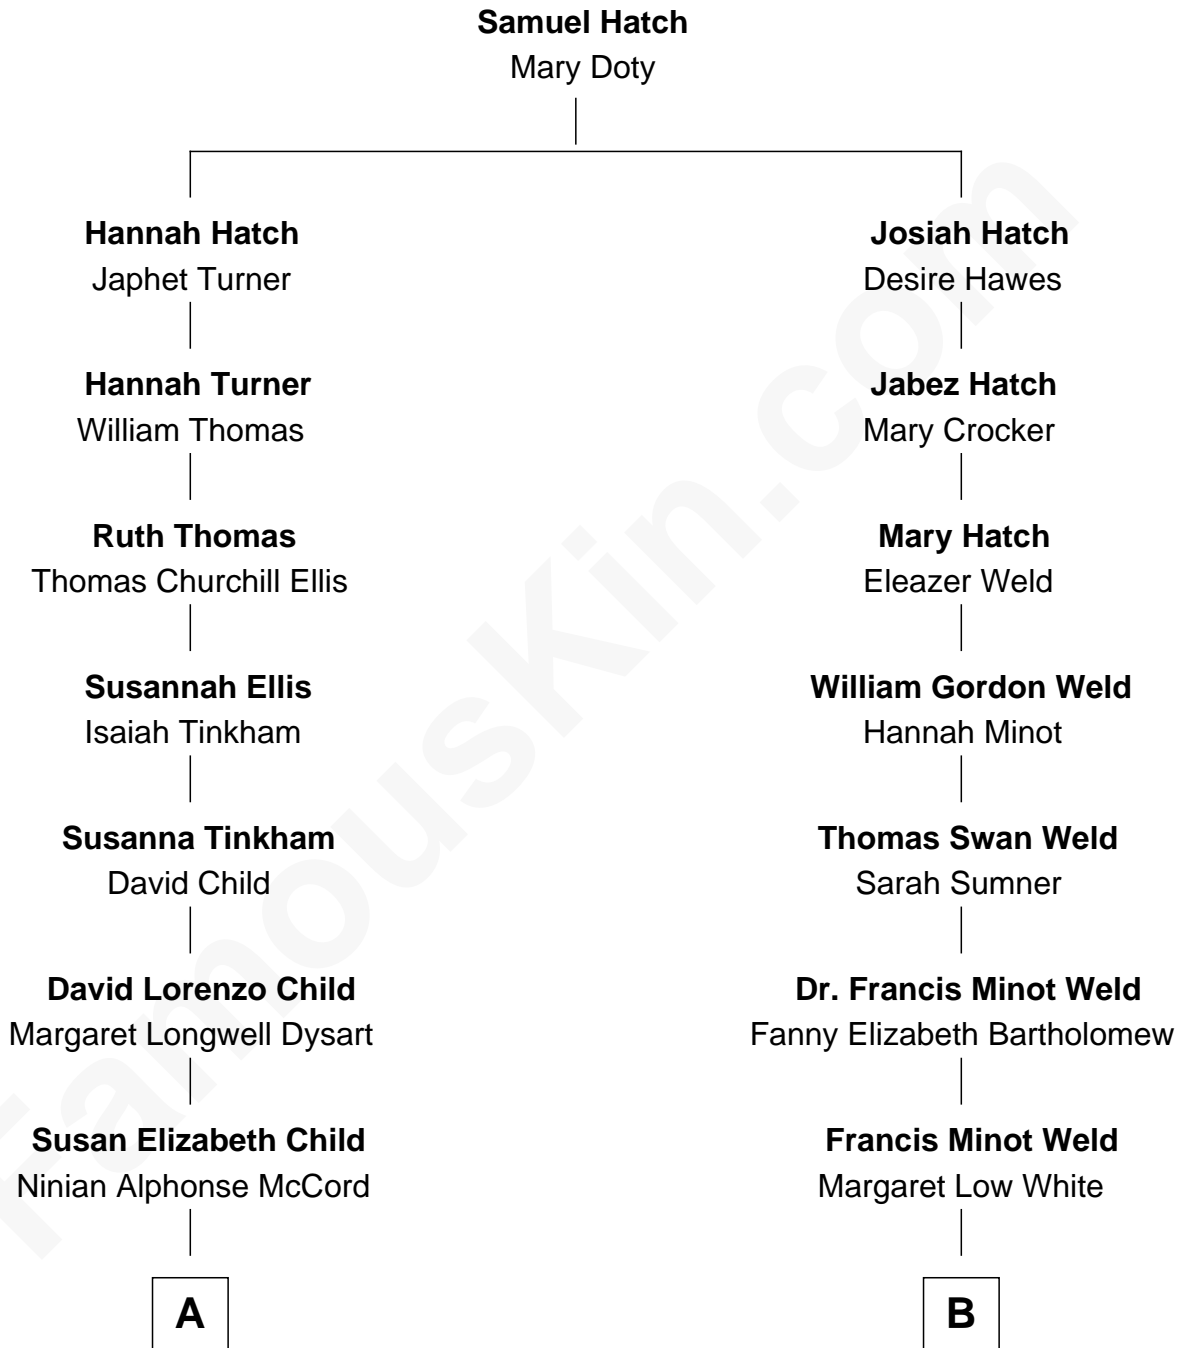 Samuel Hatch
Mary Doty
Hannah Hatch
Japhet Turner
Josiah Hatch
Desire Hawes
Hannah Turner
William Thomas
Jabez Hatch
Mary Crocker
Ruth Thomas
Thomas Churchill Ellis
Mary Hatch
Eleazer Weld
Susannah Ellis
Isaiah Tinkham
William Gordon Weld
Hannah Minot
Susanna Tinkham
David Child
Thomas Swan Weld
Sarah Sumner
David Lorenzo Child
Margaret Longwell Dysart
Dr. Francis Minot Weld
Fanny Elizabeth Bartholomew
Susan Elizabeth Child
Ninian Alphonse McCord
Francis Minot Weld
Margaret Low White
A
B
FamousKin.com